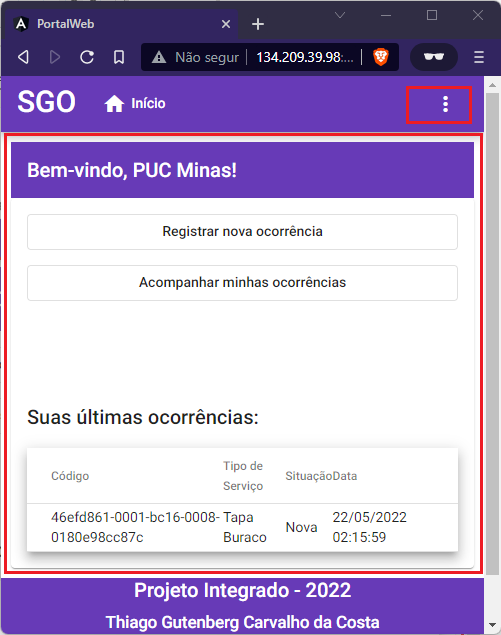 PortalWeb
Não segur 134.209.39.98:...
SGO Início
Bem-vindo, PUC Minas!
Registrar nova ocorrência
Acompanhar minhas ocorrências
Suas últimas ocorrências:
Código Tipo de Serviço Situação Data
46efd861-0001-bc16-0008-0180e98cc87c Tapa Buraco Nova 22/05/2022 02:15:59
Projeto Integrado - 2022
Thiago Gutenberg Carvalho da Costa